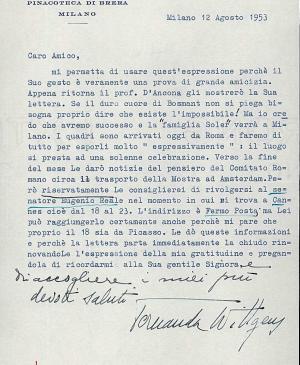 PINACOTECA DI BRERA
MILANO
Milano 12 Agosto 1953
Caro Amico,
mi permetta di usare quest'espressione perchè il
Suo gesto è veramente una prova di grande amicizia.
Appena ritorna il prof. D'Ancona gli mostrerò la Sua
lettera. Se il duro cuore di Bosmant non si piega bi-
sogna proprio dire che esiste l'impossibile! Ma io cre
do che avremo successo e la "famiglia Soler" verrà a Mila-
no. I quadri sono arrivati oggi da Roma e faremo di
tutto per esporli molto "espressivamente" : il luogo
si presta ad una solenne celebrazione. Verso la fine
del mese Le darò notizie del pensiero del Comitato Ro-
mano circa il trasporto della Mostra ad Amsterdam. Pe-
rò riservatamente Le consiglierei di rivolgersi al se-
natore Eugenio Reale nel momento in cui si trova a Can-
nes cioè dal 18 al 23. L'indirizzo è Fermo Posta ma Lei
può raggiungerlo certamente anche perchè mi pare che
proprio il 18 sia da Picasso. Le dò queste informazioni
e perchè la lettera parta immediatamente la chiudo rin-
novandoLe l'espressione della mia gratitudine e pregan-
dola di ricordarmi alla Sua gentile Signora e
di accogliere i miei più
devoti saluti
Fernanda Wittgens